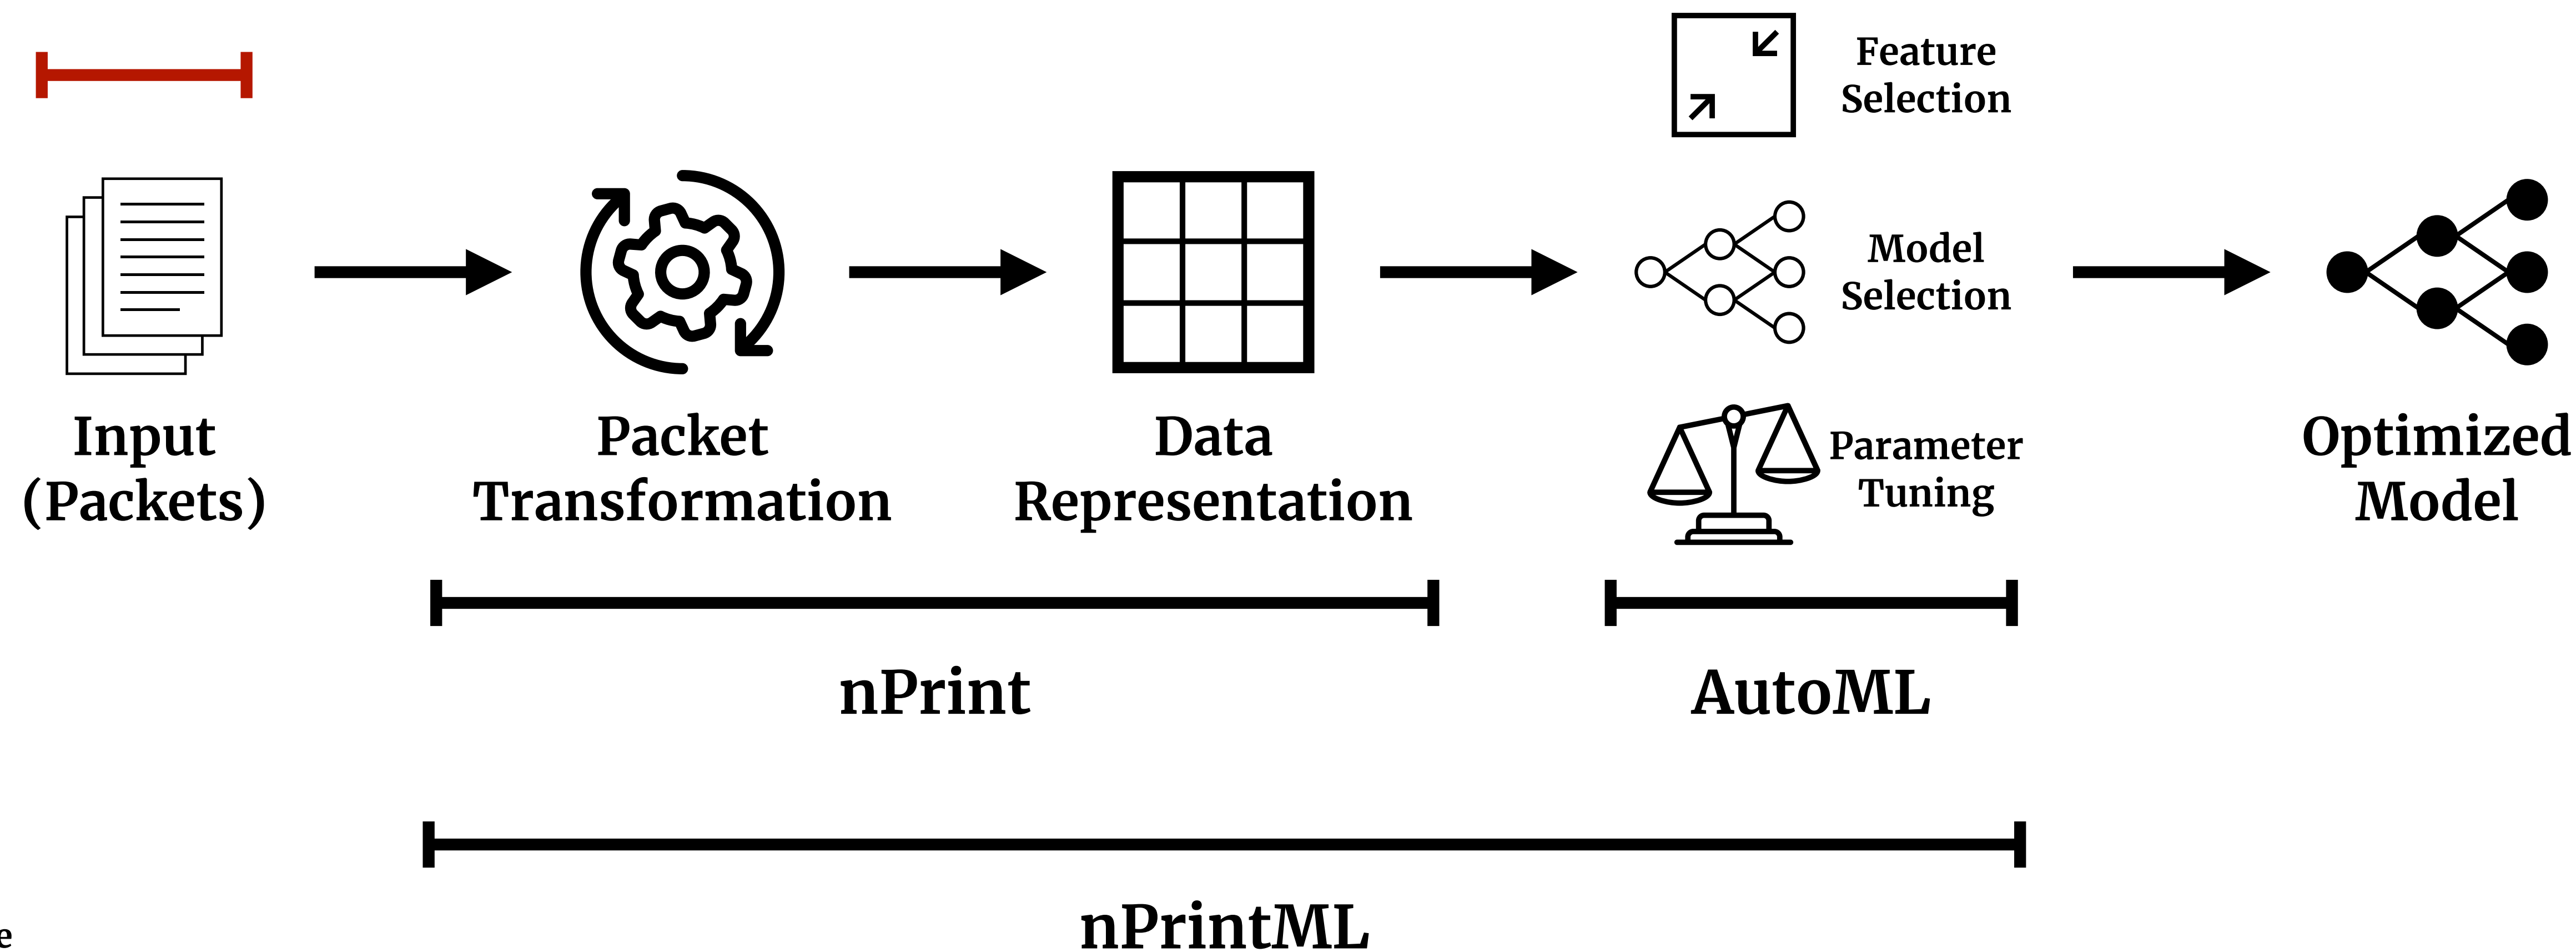 Feature
Selection
Model
Selection
Parameter
Tuning
Input
(Packets)
Packet
Transformation
Data
Representation
Optimized
Model
nPrint
AutoML
nPrintML
e